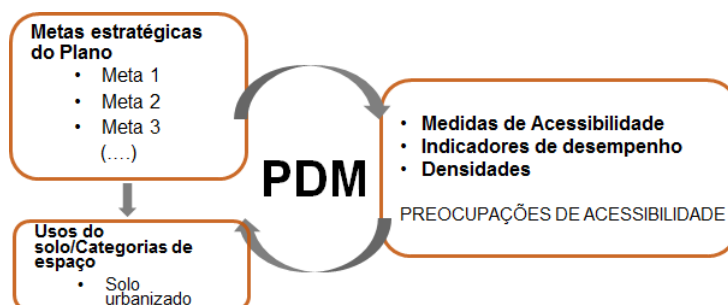 Metas estratégicas
do Plano
• Meta 1
• Meta 2
• Meta 3
(....)
PDM
• Medidas de Acessibilidade
• Indicadores de desempenho
• Densidades
PREOCUPAÇÕES DE ACESSIBILIDADE
Usos do
solo/Categorias de
espaço
• Solo
urbanizado